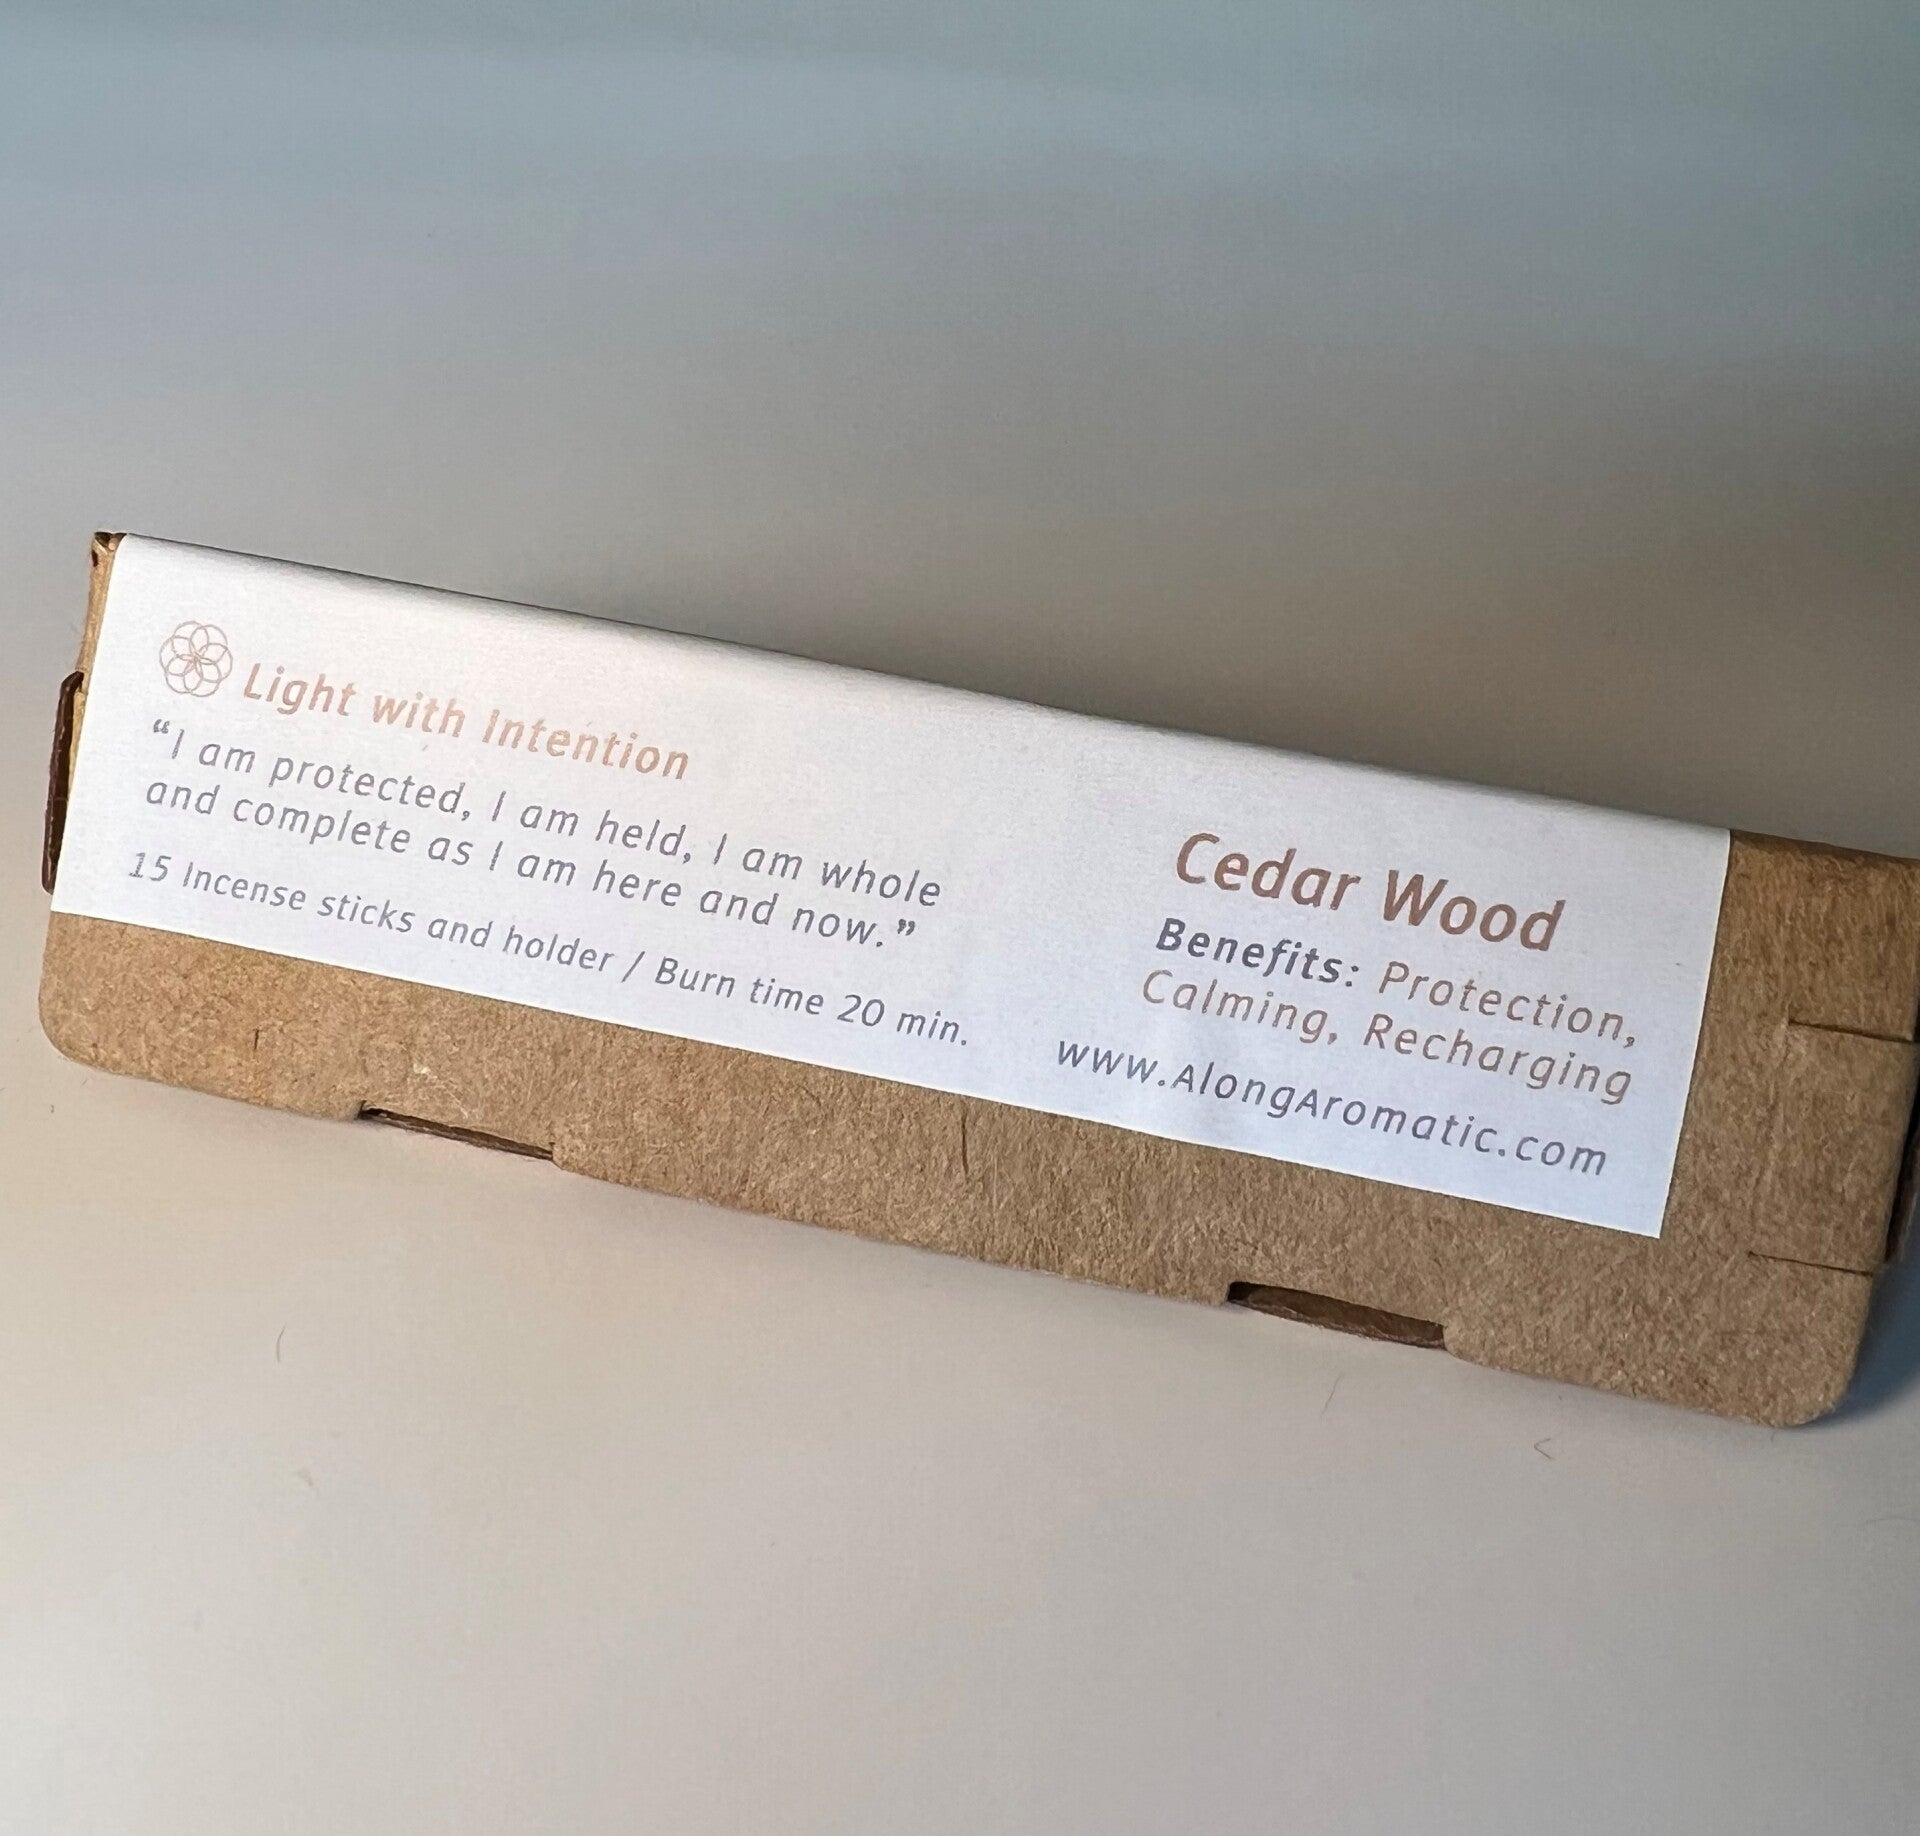 Light with Intention
“I am protected, I am held, I am whole
and complete as I am here and now.”
15 Incense sticks and holder / Burn time 20 min.
Cedar Wood
Benefits: Protection,
Calming, Recharging
www.AlongAromatic.com